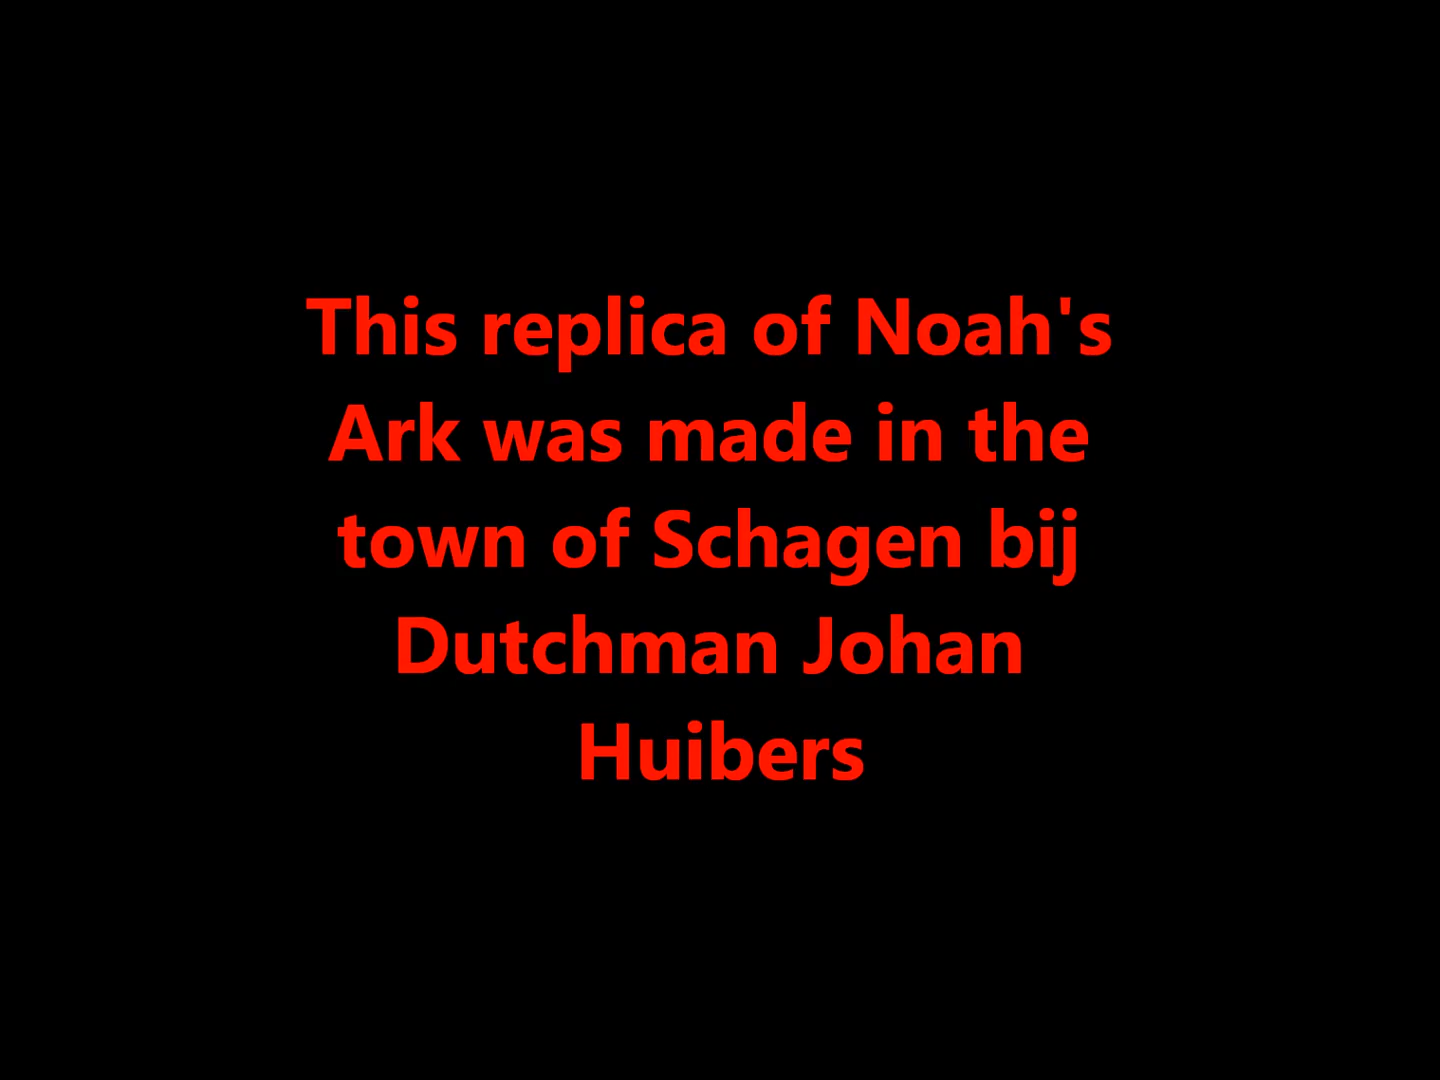 This replica of Noah's
Ark was made in the
town of Schagen bij
Dutchman Johan
Huibers